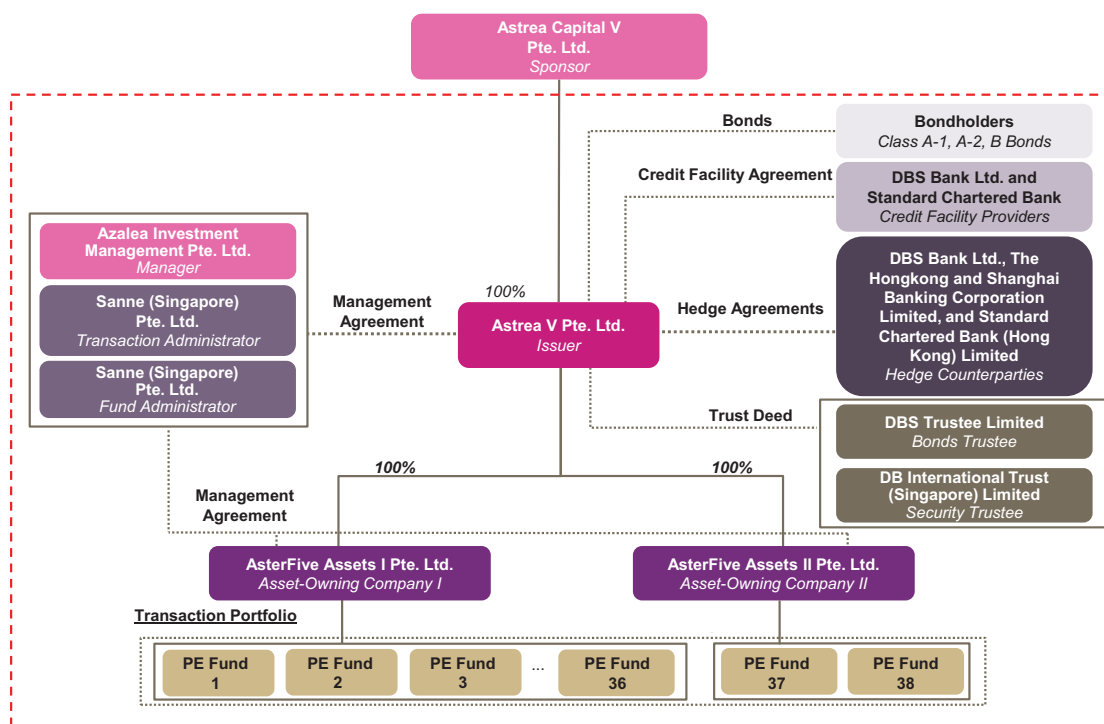 Astrea Capital V
Pte. Ltd.
Sponsor
Bonds
Bondholders
Class A-1, A-2, B Bonds
Credit Facility Agreement
DBS Bank Ltd. and
Standard Chartered Bank
Credit Facility Providers
Azalea Investment
Management Pte. Ltd.
Manager
Sanne (Singapore)
Pte. Ltd.
Transaction Administrator
Sanne (Singapore)
Pte. Ltd.
Fund Administrator
Management
Agreement
100%
Astrea V Pte. Ltd.
Issuer
Hedge Agreements
DBS Bank Ltd., The
Hongkong and Shanghai
Banking Corporation
Limited, and Standard
Chartered Bank (Hong
Kong) Limited
Hedge Counterparties
Trust Deed
DBS Trustee Limited
Bonds Trustee
DB International Trust
(Singapore) Limited
Security Trustee
100%
100%
Management
Agreement
AsterFive Assets I Pte. Ltd.
Asset-Owning Company I
AsterFive Assets II Pte. Ltd.
Asset-Owning Company II
Transaction Portfolio
PE Fund
1
PE Fund
2
PE Fund
3
...
PE Fund
36
PE Fund
37
PE Fund
38